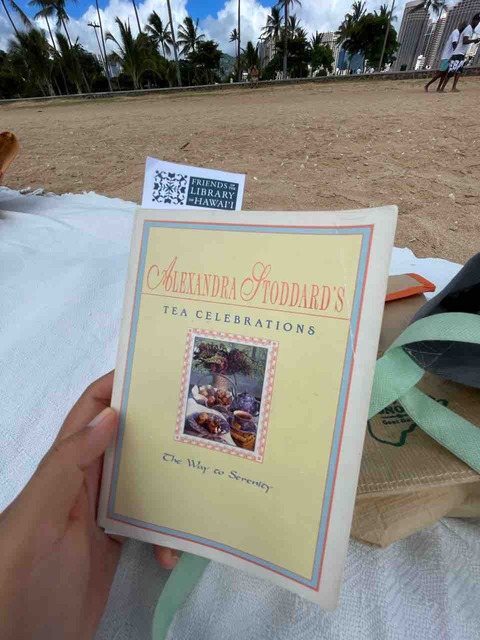 FRIENDS OF THE
LIBRARY
OF HAWAI'I
ALEXANDRA STODDARD'S
TEA CELEBRATIONS
The Way to Serenity